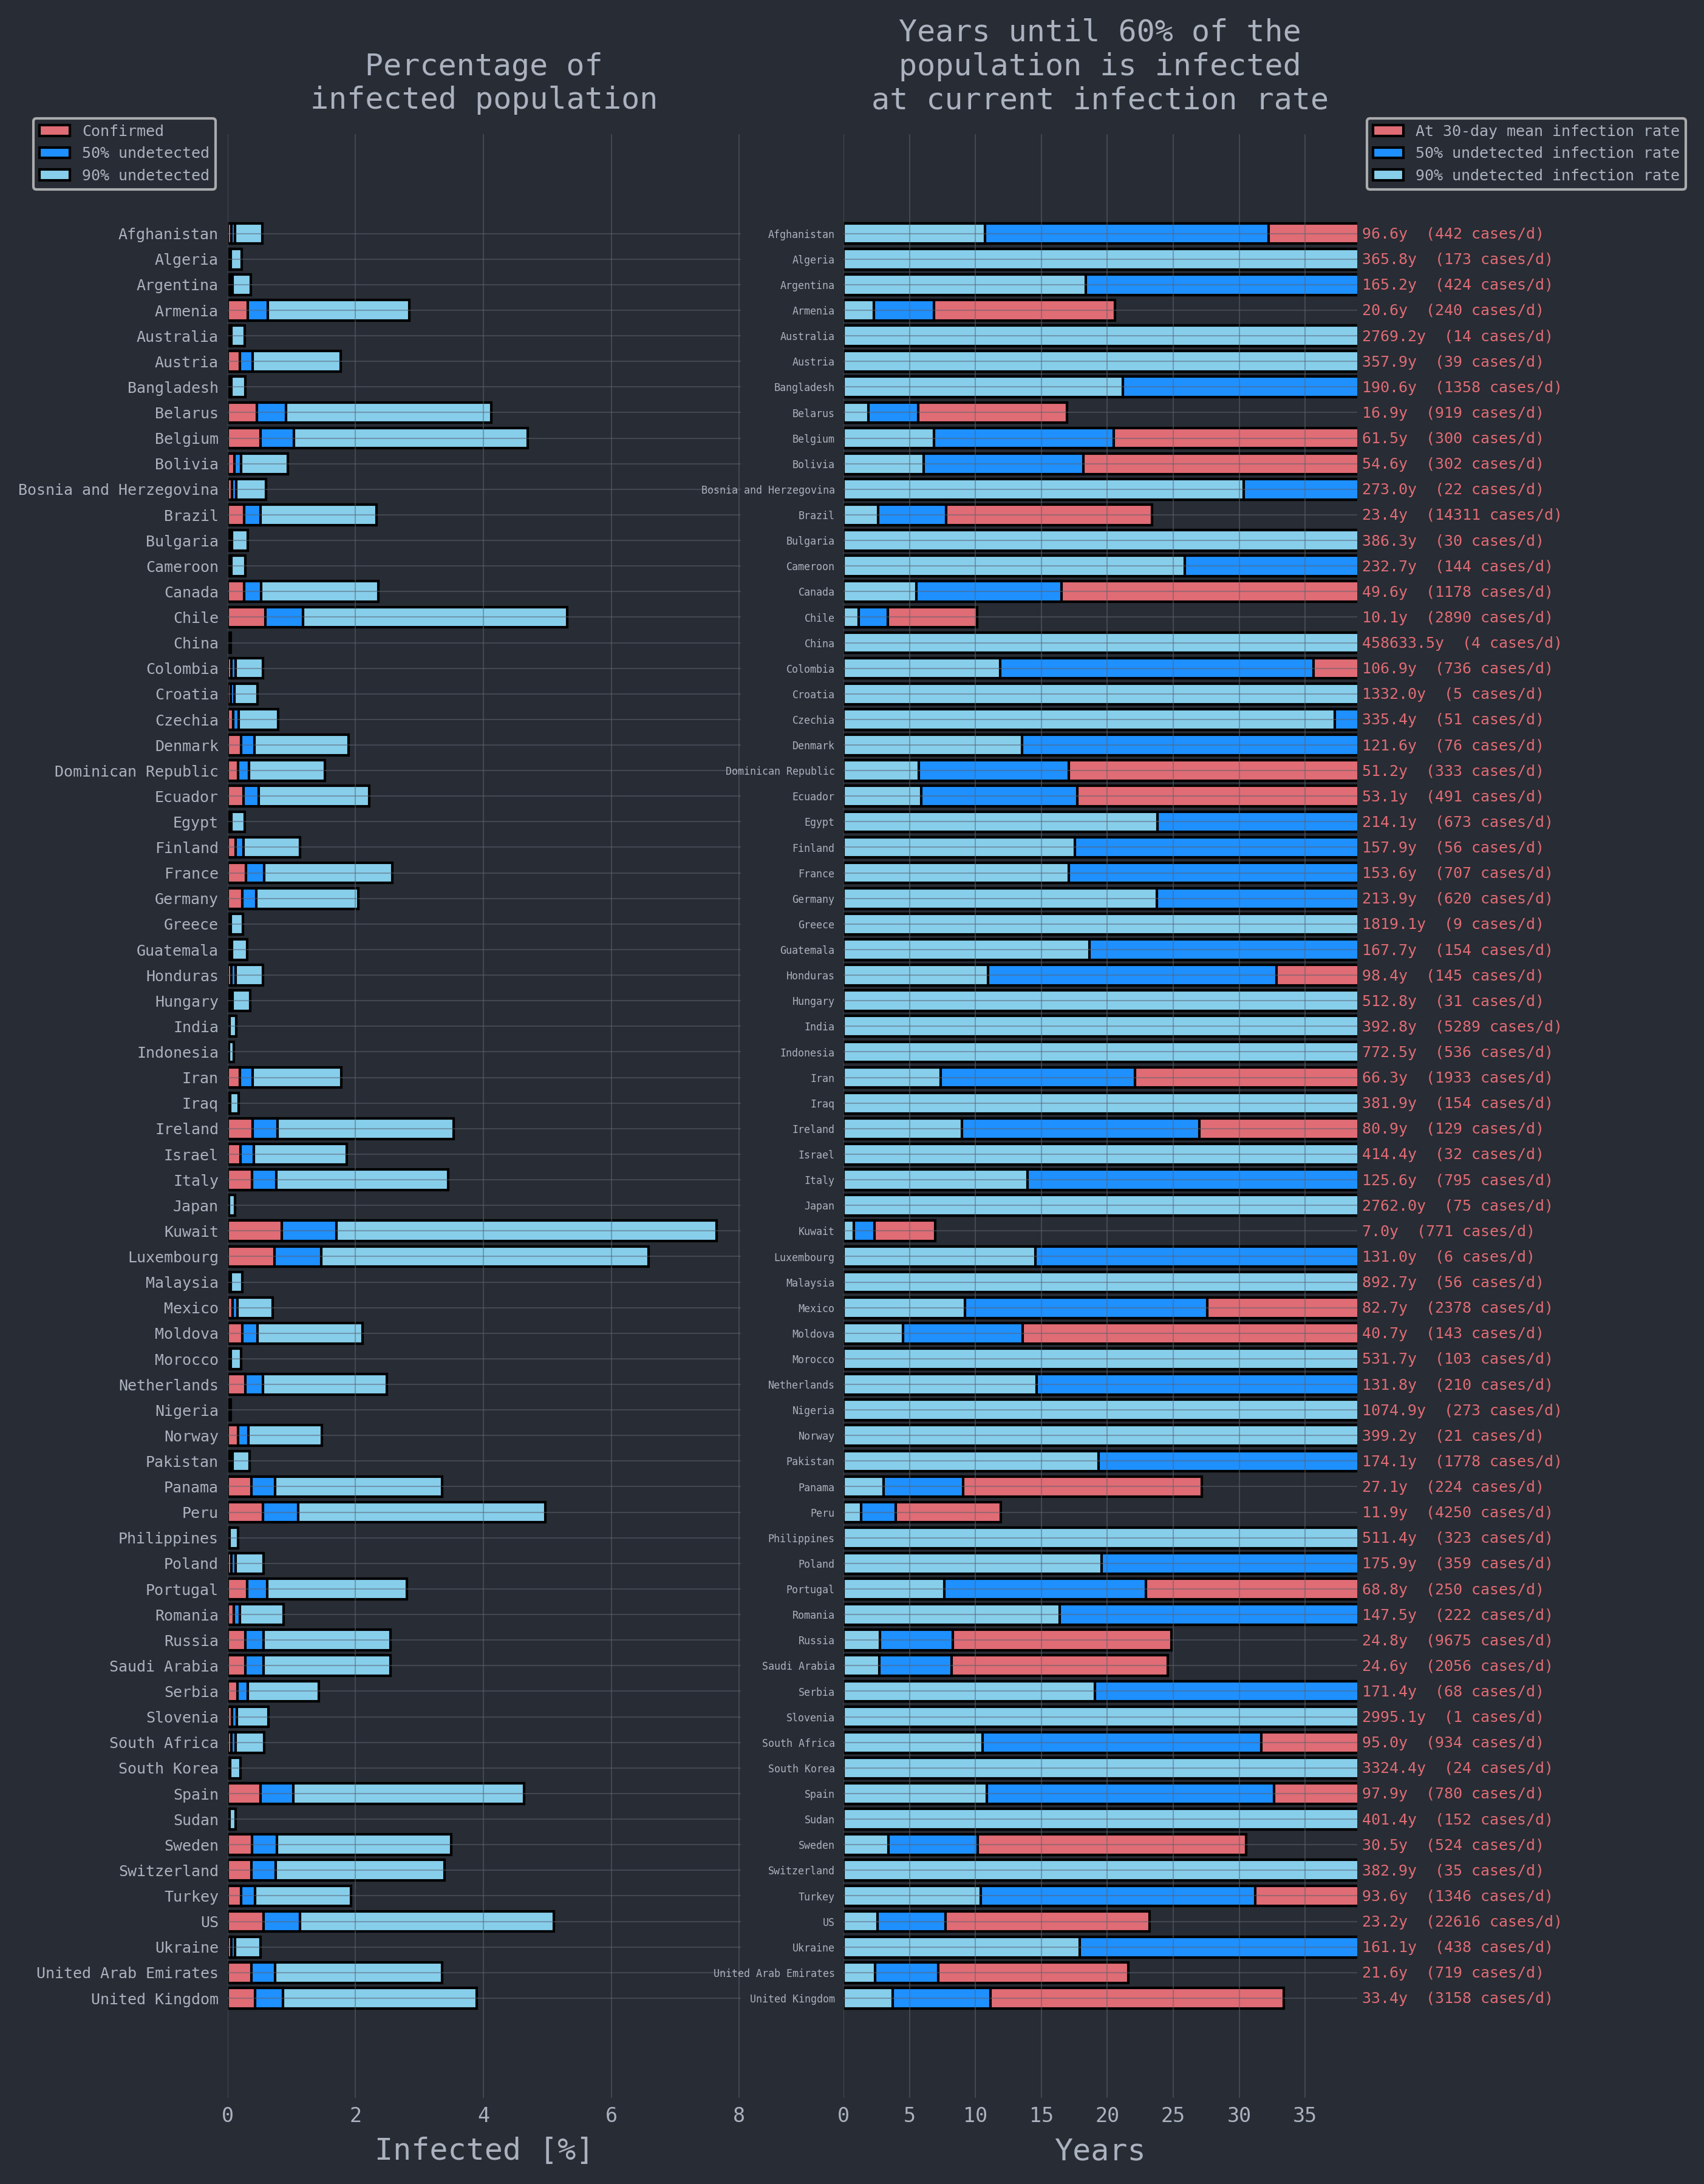 Percentage of
infected population
Years until 60% of the
population is infected
at current infection rate
Confirmed
50% undetected
90% undetected
At 30-day mean infection rate
50% undetected infection rate
90% undetected infection rate
Afghanistan Afghanistan 96.6y (442 cases/d)
Algeria Algeria 365.8y (173 cases/d)
Argentina Argentina 165.2y (424 cases/d)
Armenia Armenia 20.6y (240 cases/d)
Australia Australia 2769.2y (14 cases/d)
Austria Austria 357.9y (39 cases/d)
Bangladesh Bangladesh 190.6y (1358 cases/d)
Belarus Belarus 16.9y (919 cases/d)
Belgium Belgium 61.5y (300 cases/d)
Bolivia Bolivia 54.6y (302 cases/d)
Bosnia and Herzegovina Bosnia and Herzegovina 273.0y (22 cases/d)
Brazil Brazil 23.4y (14311 cases/d)
Bulgaria Bulgaria 386.3y (30 cases/d)
Cameroon Cameroon 232.7y (144 cases/d)
Canada Canada 49.6y (1178 cases/d)
Chile Chile 10.1y (2890 cases/d)
China China 458633.5y (4 cases/d)
Colombia Colombia 106.9y (736 cases/d)
Croatia Croatia 1332.0y (5 cases/d)
Czechia Czechia 335.4y (51 cases/d)
Denmark Denmark 121.6y (76 cases/d)
Dominican Republic Dominican Republic 51.2y (333 cases/d)
Ecuador Ecuador 53.1y (491 cases/d)
Egypt Egypt 214.1y (673 cases/d)
Finland Finland 157.9y (56 cases/d)
France France 153.6y (707 cases/d)
Germany Germany 213.9y (620 cases/d)
Greece Greece 1819.1y (9 cases/d)
Guatemala Guatemala 167.7y (154 cases/d)
Honduras Honduras 98.4y (145 cases/d)
Hungary Hungary 512.8y (31 cases/d)
India India 392.8y (5289 cases/d)
Indonesia Indonesia 772.5y (536 cases/d)
Iran Iran 66.3y (1933 cases/d)
Iraq Iraq 381.9y (154 cases/d)
Ireland Ireland 80.9y (129 cases/d)
Israel Israel 414.4y (32 cases/d)
Italy Italy 125.6y (795 cases/d)
Japan Japan 2762.0y (75 cases/d)
Kuwait Kuwait 7.0y (771 cases/d)
Luxembourg Luxembourg 131.0y (6 cases/d)
Malaysia Malaysia 892.7y (56 cases/d)
Mexico Mexico 82.7y (2378 cases/d)
Moldova Moldova 40.7y (143 cases/d)
Morocco Morocco 531.7y (103 cases/d)
Netherlands Netherlands 131.8y (210 cases/d)
Nigeria Nigeria 1074.9y (273 cases/d)
Norway Norway 399.2y (21 cases/d)
Pakistan Pakistan 174.1y (1778 cases/d)
Panama Panama 27.1y (224 cases/d)
Peru Peru 11.9y (4250 cases/d)
Philippines Philippines 511.4y (323 cases/d)
Poland Poland 175.9y (359 cases/d)
Portugal Portugal 68.8y (250 cases/d)
Romania Romania 147.5y (222 cases/d)
Russia Russia 24.8y (9675 cases/d)
Saudi Arabia Saudi Arabia 24.6y (2056 cases/d)
Serbia Serbia 171.4y (68 cases/d)
Slovenia Slovenia 2995.1y (1 cases/d)
South Africa South Africa 95.0y (934 cases/d)
South Korea South Korea 3324.4y (24 cases/d)
Spain Spain 97.9y (780 cases/d)
Sudan Sudan 401.4y (152 cases/d)
Sweden Sweden 30.5y (524 cases/d)
Switzerland Switzerland 382.9y (35 cases/d)
Turkey Turkey 93.6y (1346 cases/d)
US US 23.2y (22616 cases/d)
Ukraine Ukraine 161.1y (438 cases/d)
United Arab Emirates United Arab Emirates 21.6y (719 cases/d)
United Kingdom United Kingdom 33.4y (3158 cases/d)
0 2 4 6 8 0 5 10 15 20 25 30 35
Infected [%] Years